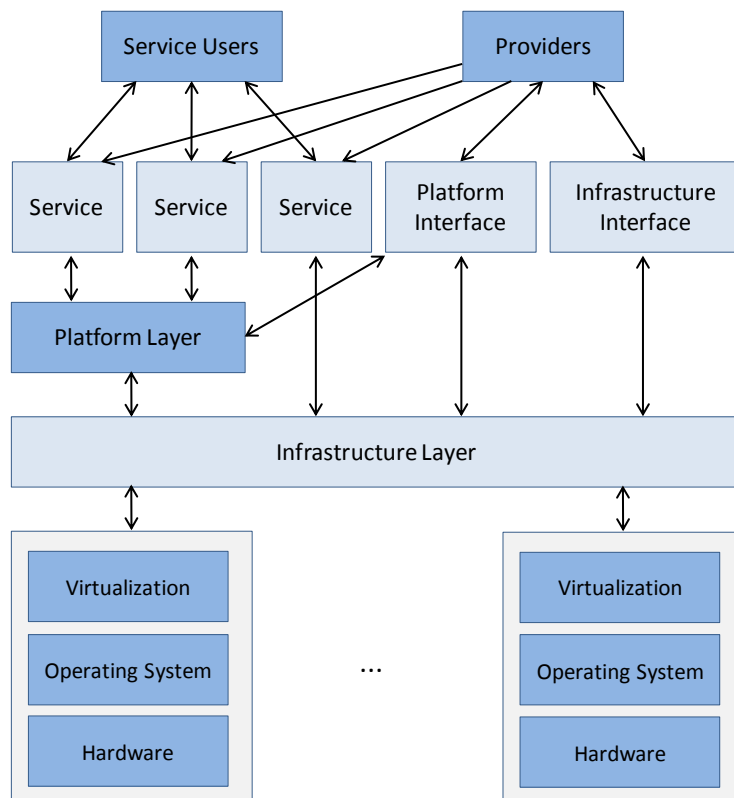 Service Users
Providers
Service
Service
Service
Platform
Interface
Infrastructure
Interface
Platform Layer
Infrastructure Layer
Virtualization
Operating System
Hardware
...
Virtualization
Operating System
Hardware